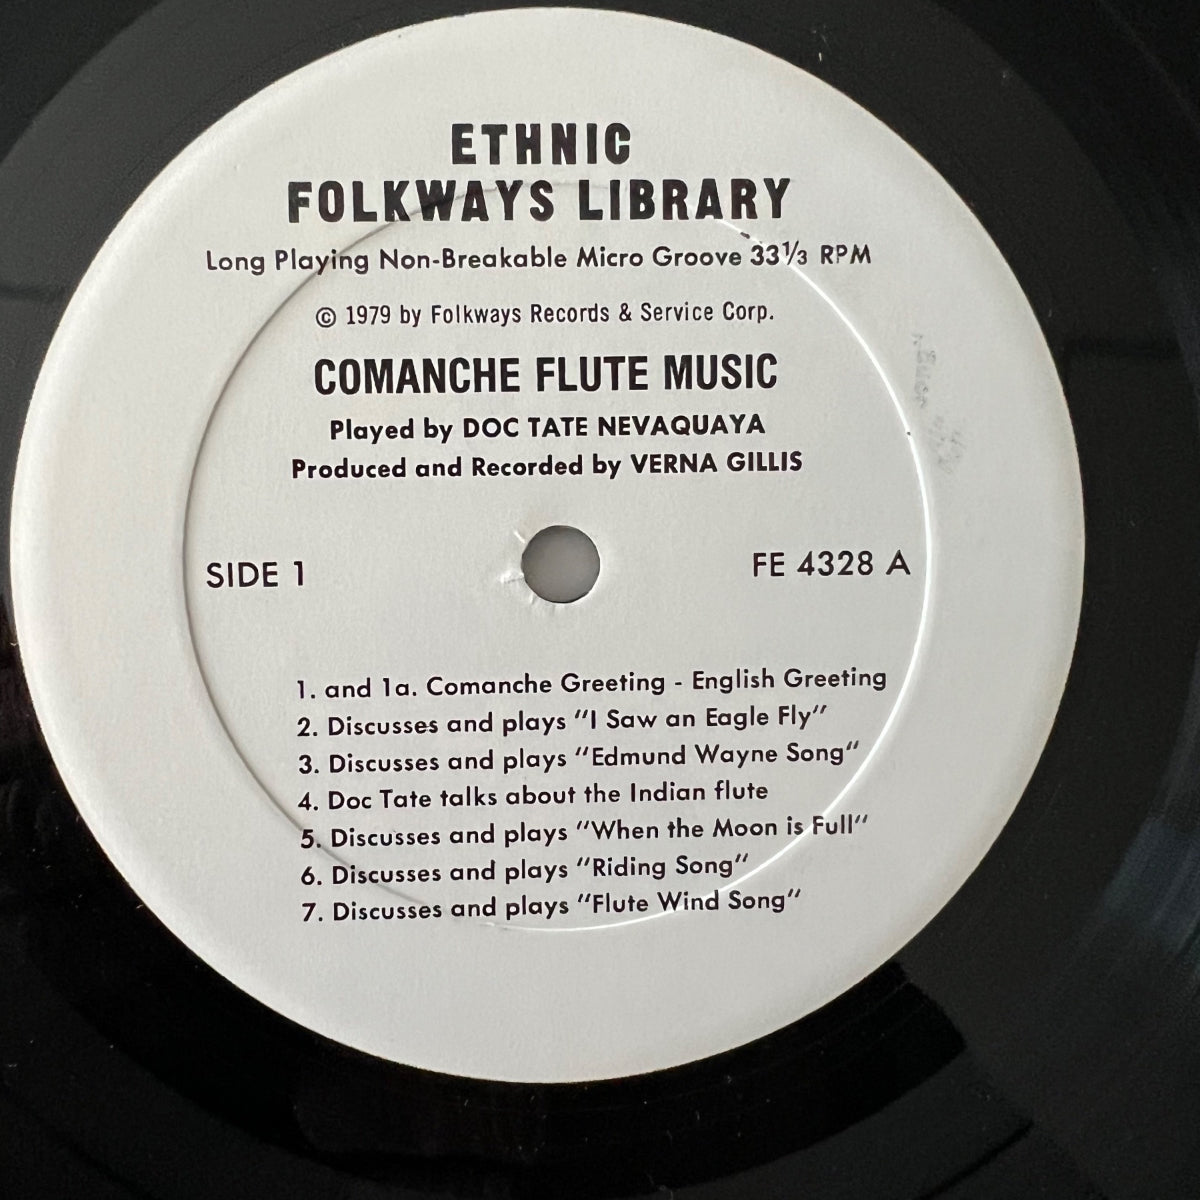 ETHNIC
FOLKWAYS LIBRARY
Long Playing Non-Breakable Micro Groove 33⅓ RPM
© 1979 by Folkways Records & Service Corp.
COMANCHE FLUTE MUSIC
Played by DOC TATE NEVAQUAYA
Produced and Recorded by VERNA GILLIS
SIDE 1
FE 4328 A
1. and 1a. Comanche Greeting - English Greeting
2. Discusses and plays "I Saw an Eagle Fly"
3. Discusses and plays "Edmund Wayne Song"
4. Doc Tate talks about the Indian flute
5. Discusses and plays "When the Moon is Full"
6. Discusses and plays "Riding Song"
7. Discusses and plays "Flute Wind Song"